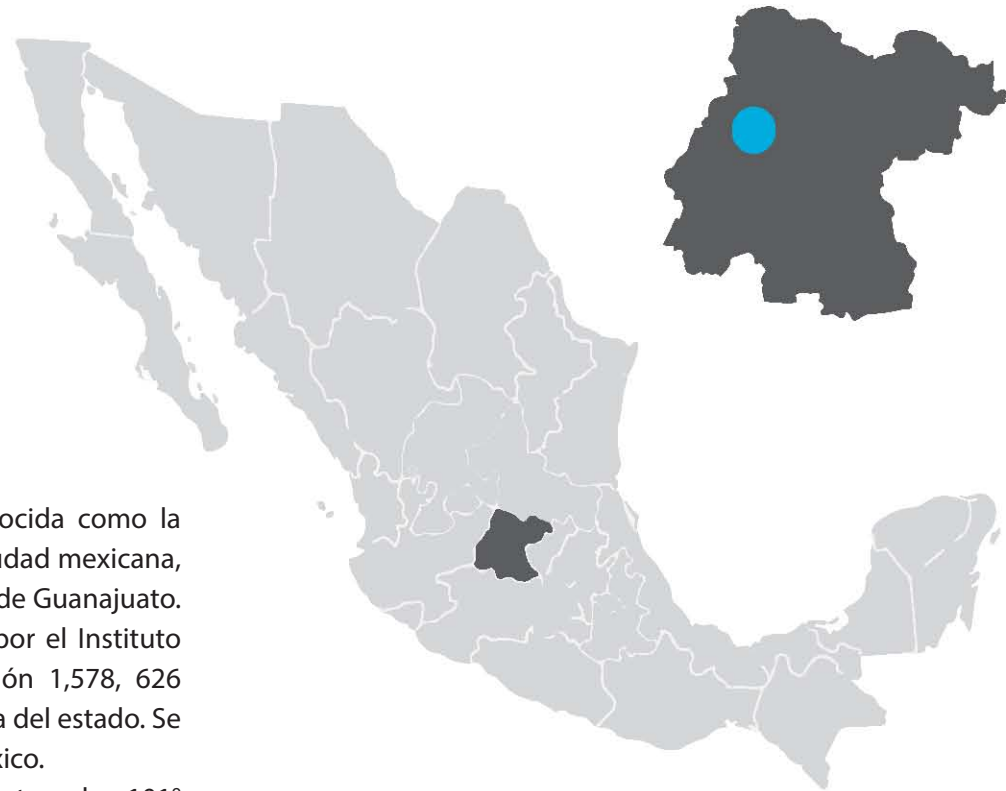 ocida como la
udad mexicana,
de Guanajuato.
por el Instituto
ón 1,578, 626
a del estado. Se
xico.
101°